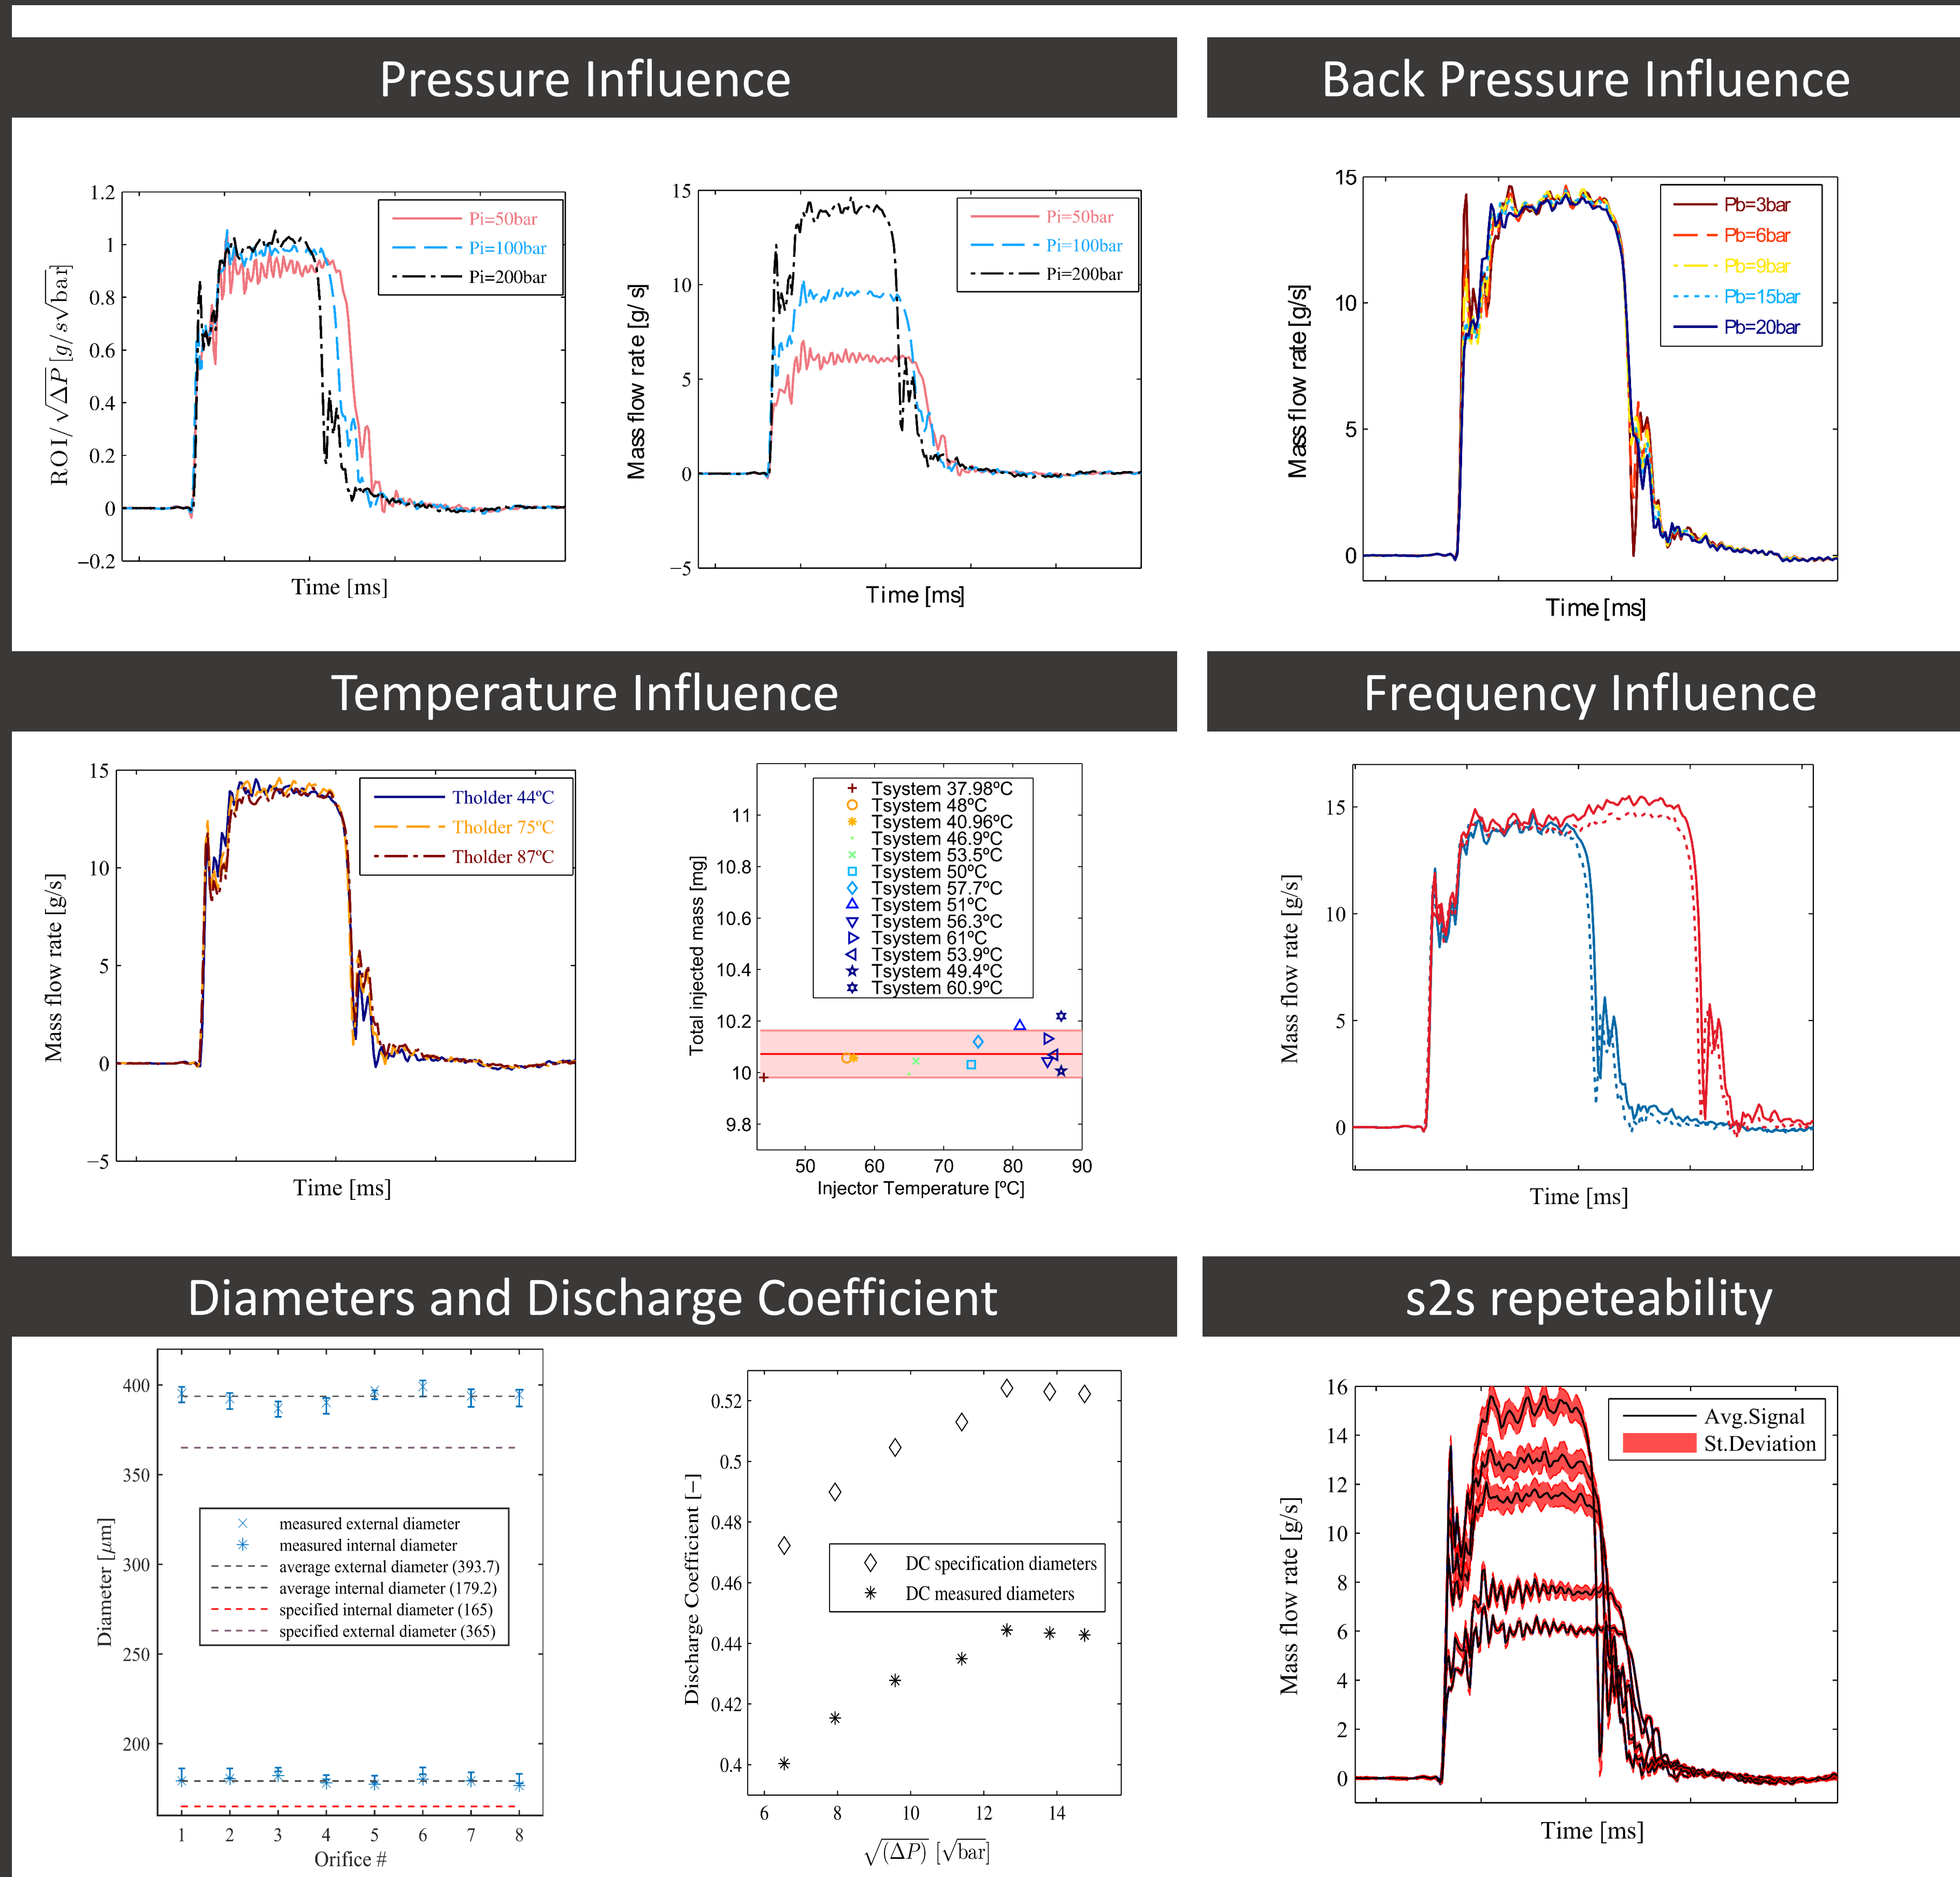 Pressure Influence
Back Pressure Influence
1.2
1
0.8
0.6
0.4
0.2
0
−0.2
ROI/√ΔP [g/s√bar]
Time [ms]
Pi=50bar
Pi=100bar
Pi=200bar
15
10
5
0
−5
Mass flow rate [g/s]
Time [ms]
Pi=50bar
Pi=100bar
Pi=200bar
15
10
5
0
Mass flow rate [g/s]
Time [ms]
Pb=3bar
Pb=6bar
Pb=9bar
Pb=15bar
Pb=20bar
Temperature Influence
Frequency Influence
15
10
5
0
−5
Mass flow rate [g/s]
Time [ms]
Tholder 44ºC
Tholder 75ºC
Tholder 87ºC
11
10.8
10.6
10.4
10.2
10
9.8
Total injected mass [mg]
Tsystem 37.98ºC
Tsystem 48ºC
Tsystem 40.96ºC
Tsystem 46.9ºC
Tsystem 53.5ºC
Tsystem 50ºC
Tsystem 57.7ºC
Tsystem 51ºC
Tsystem 56.3ºC
Tsystem 61ºC
Tsystem 53.9ºC
Tsystem 49.4ºC
Tsystem 60.9ºC
50 60 70 80 90
Injector Temperature [ºC]
15
10
5
0
Mass flow rate [g/s]
Time [ms]
Diameters and Discharge Coefficient
s2s repeteability
400
350
300
250
200
Diameter [μm]
measured external diameter
measured internal diameter
average external diameter (393.7)
average internal diameter (179.2)
specified internal diameter (165)
specified external diameter (365)
1 2 3 4 5 6 7 8
Orifice #
0.52
0.5
0.48
0.46
0.44
0.42
0.4
Discharge Coefficient [−]
DC specification diameters
DC measured diameters
6 8 10 12 14
√(ΔP) [√bar]
16
14
12
10
8
6
4
2
0
Mass flow rate [g/s]
Avg.Signal
St.Deviation
Time [ms]